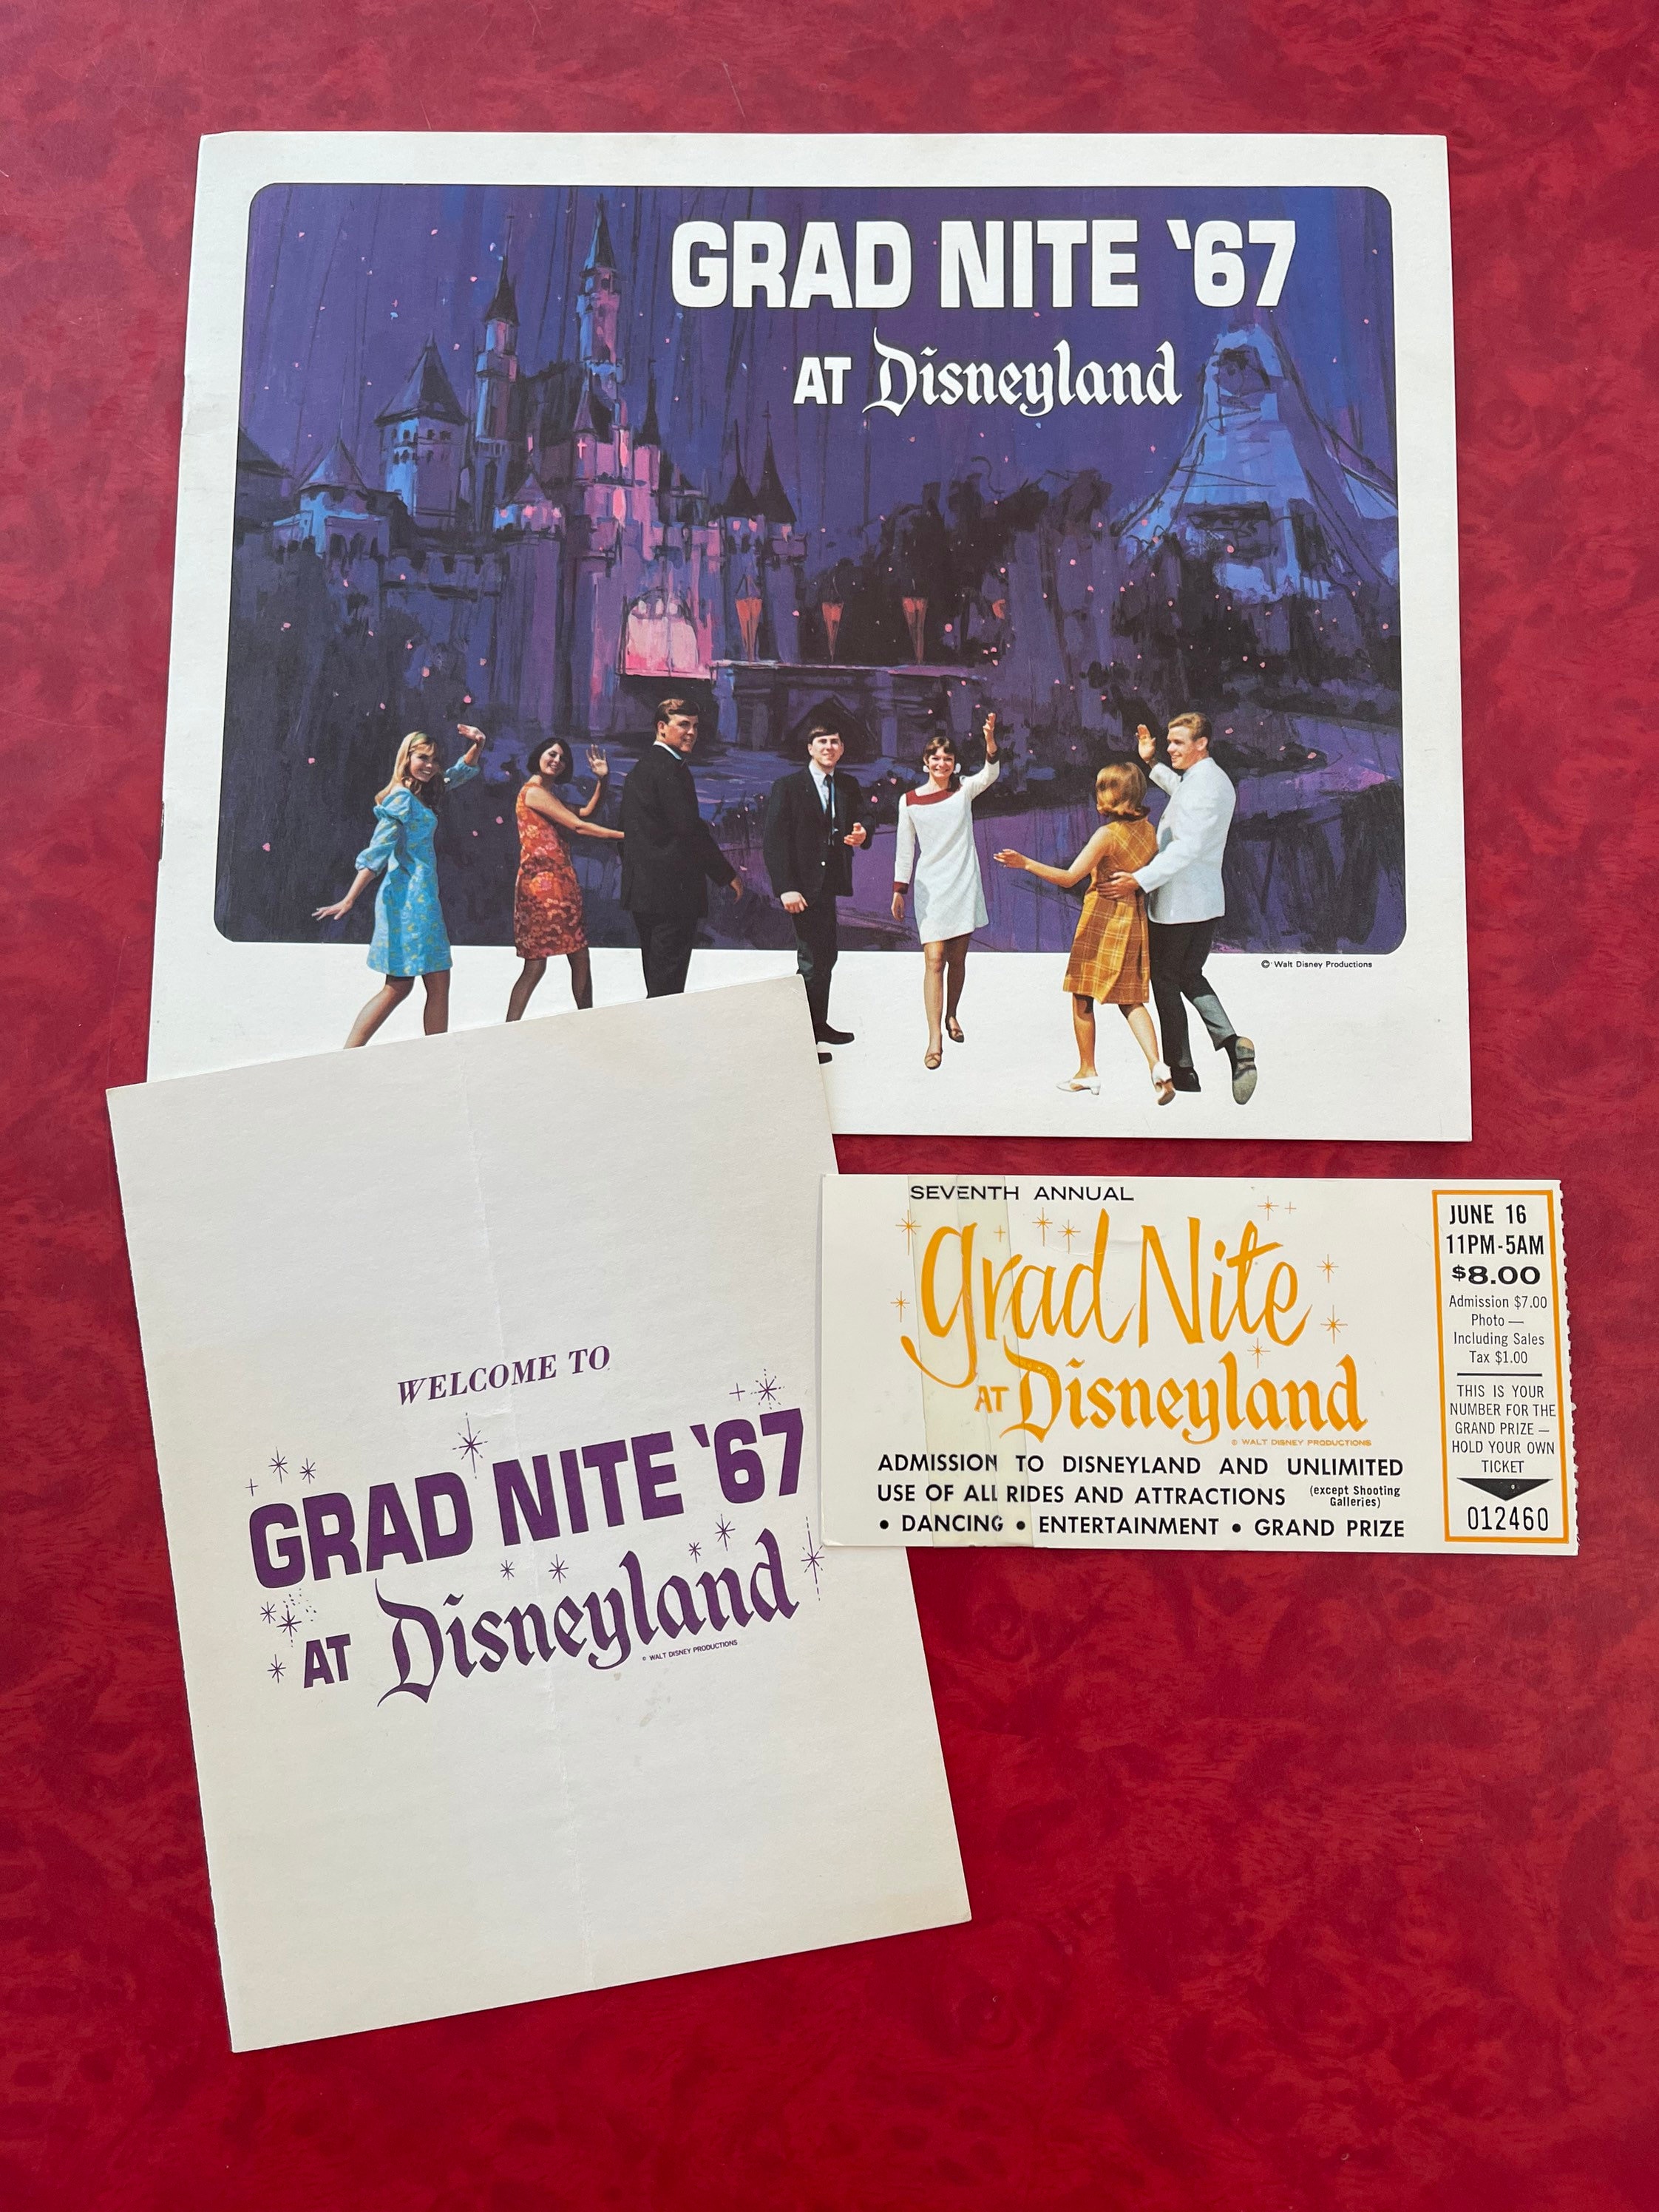 GRAD NITE '67
AT Disneyland
© Walt Disney Productions
WELCOME TO
GRAD NITE '67
AT Disneyland
© WALT DISNEY PRODUCTIONS
SEVENTH ANNUAL
Grad Nite
AT Disneyland
© WALT DISNEY PRODUCTIONS
ADMISSION TO DISNEYLAND AND UNLIMITED
USE OF ALL RIDES AND ATTRACTIONS (except Shooting
Galleries)
• DANCING • ENTERTAINMENT • GRAND PRIZE
JUNE 16
11PM-5AM
$8.00
Admission $7.00
Photo —
Including Sales
Tax $1.00
THIS IS YOUR
NUMBER FOR THE
GRAND PRIZE —
HOLD YOUR OWN
TICKET
012460